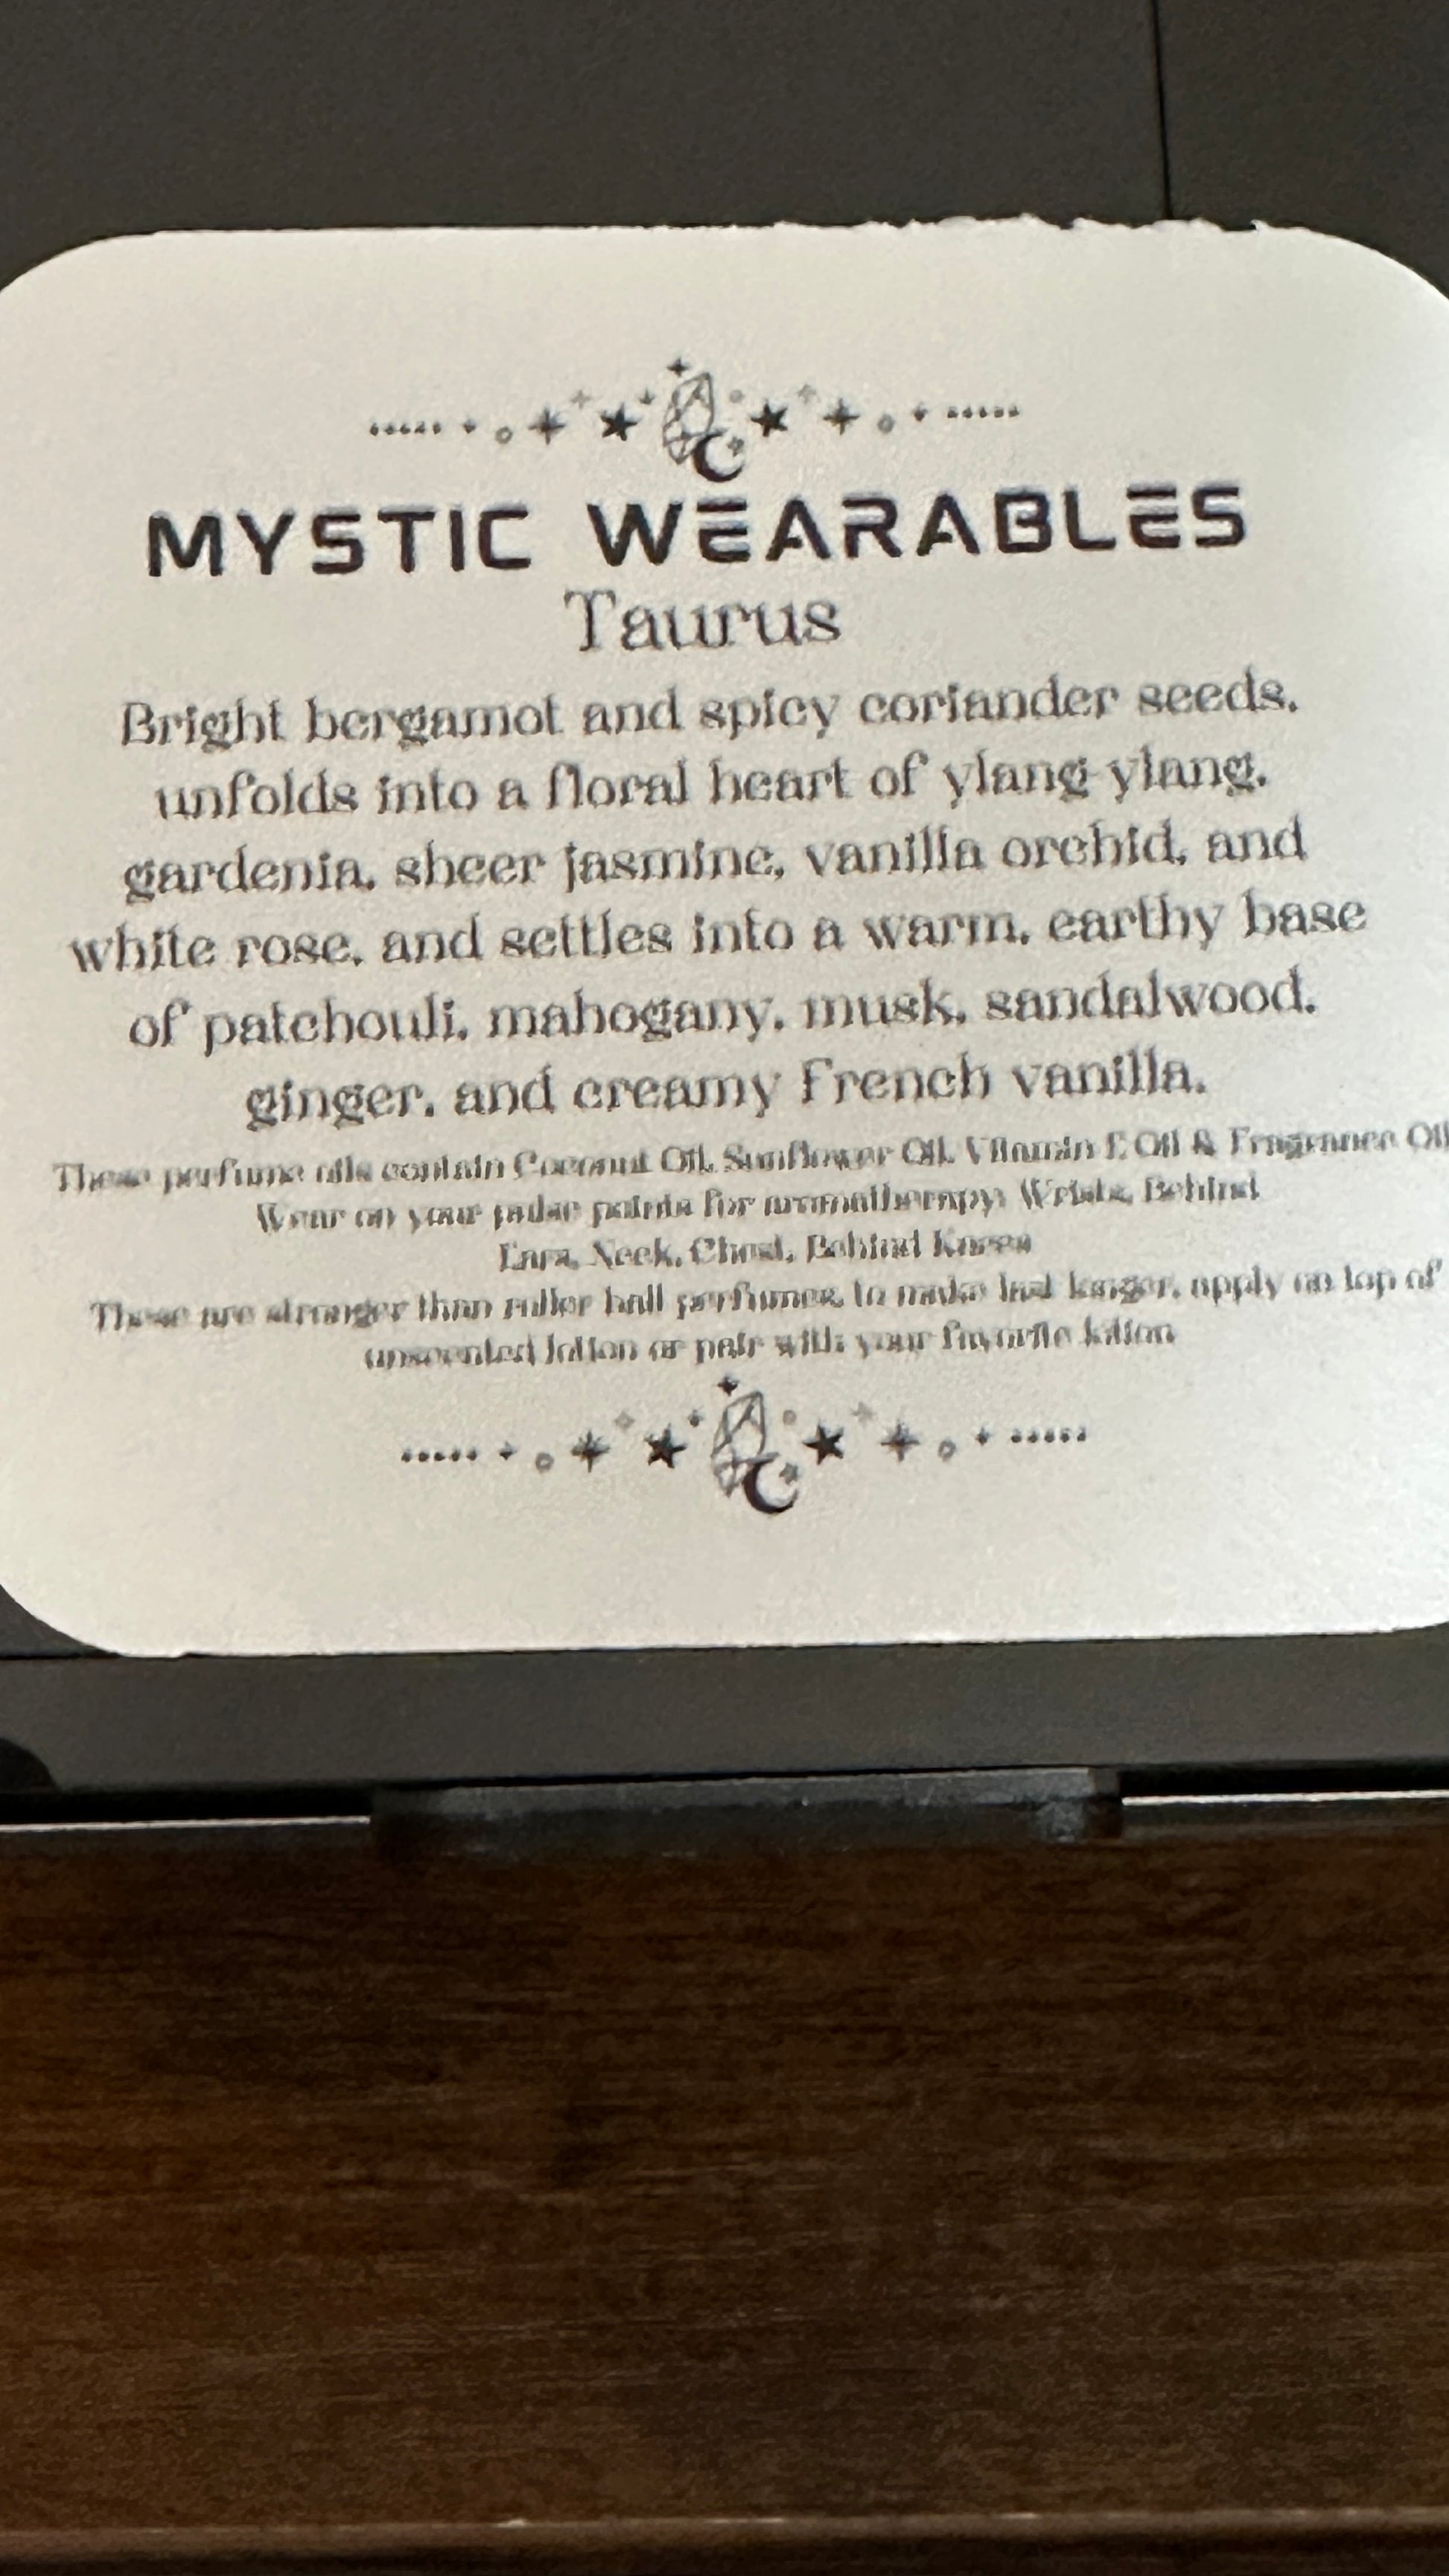 MYSTIC WEARABLES
Taurus
Bright bergamot and spicy coriander seeds,
unfolds into a floral heart of ylang-ylang,
gardenia, sheer jasmine, vanilla orchid, and
white rose, and settles into a warm, earthy base
of patchouli, mahogany, musk, sandalwood,
ginger, and creamy French vanilla.
These perfume oils contain Coconut Oil, Sunflower Oil, Vitamin E Oil & Fragrance Oil
Wear on your pulse points for aromatherapy: Wrists, Behind
Ears, Neck, Chest, Behind Knees
These are stronger than roller ball perfumes, to make last longer, apply on top of
unscented lotion or pair with your favorite lotion